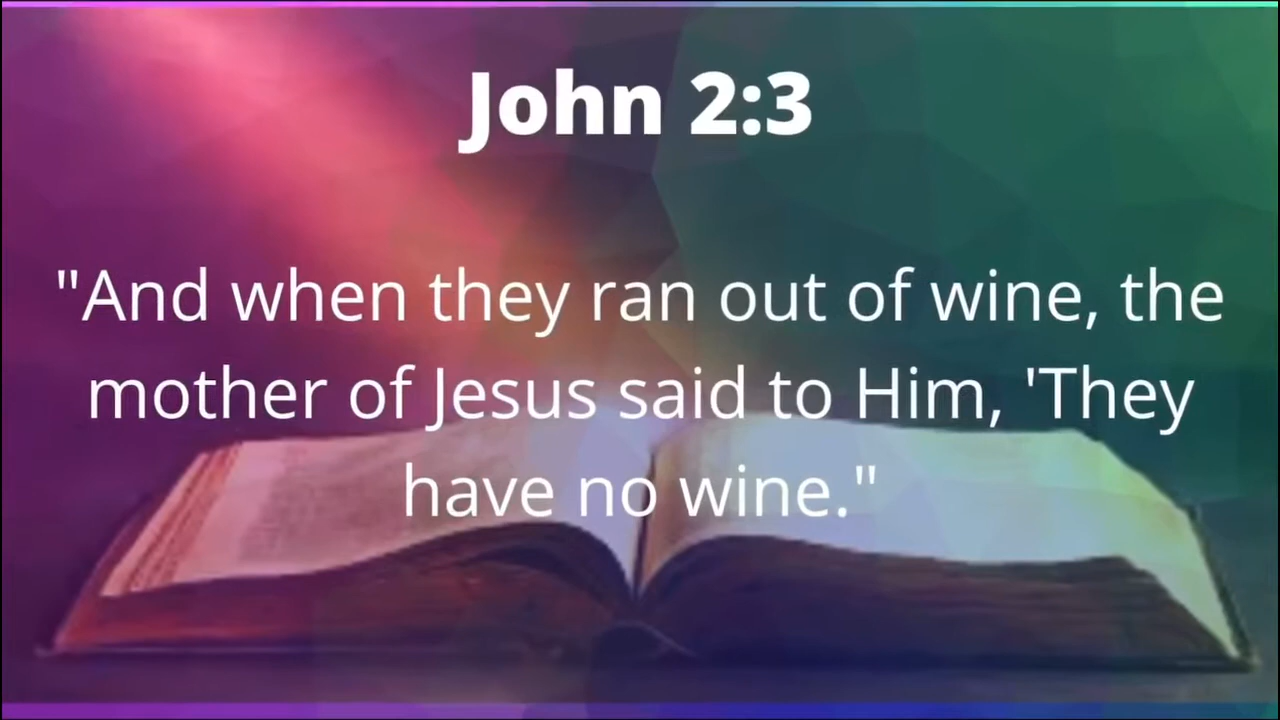 John 2:3
"And when they ran out of wine, the
mother of Jesus said to Him, 'They
have no wine."